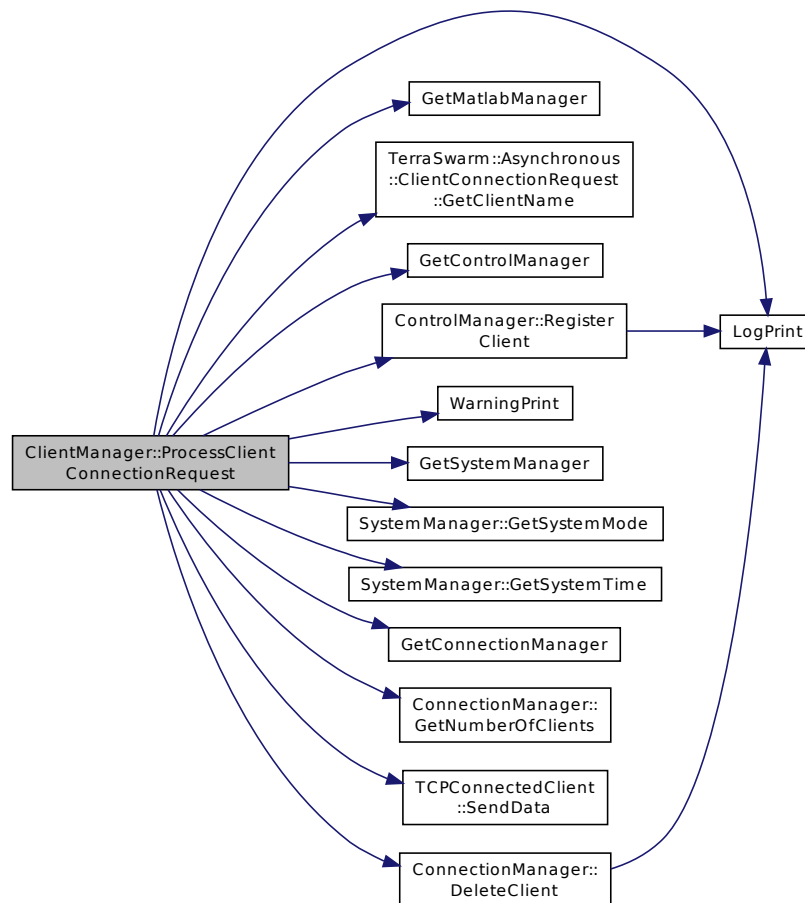 GetMatlabManager
TerraSwarm::Asynchronous
::ClientConnectionRequest
::GetClientName
GetControlManager
ControlManager::Register
Client
LogPrint
WarningPrint
ClientManager::ProcessClient
ConnectionRequest
GetSystemManager
SystemManager::GetSystemMode
SystemManager::GetSystemTime
GetConnectionManager
ConnectionManager::
GetNumberOfClients
TCPConnectedClient
::SendData
ConnectionManager::
DeleteClient